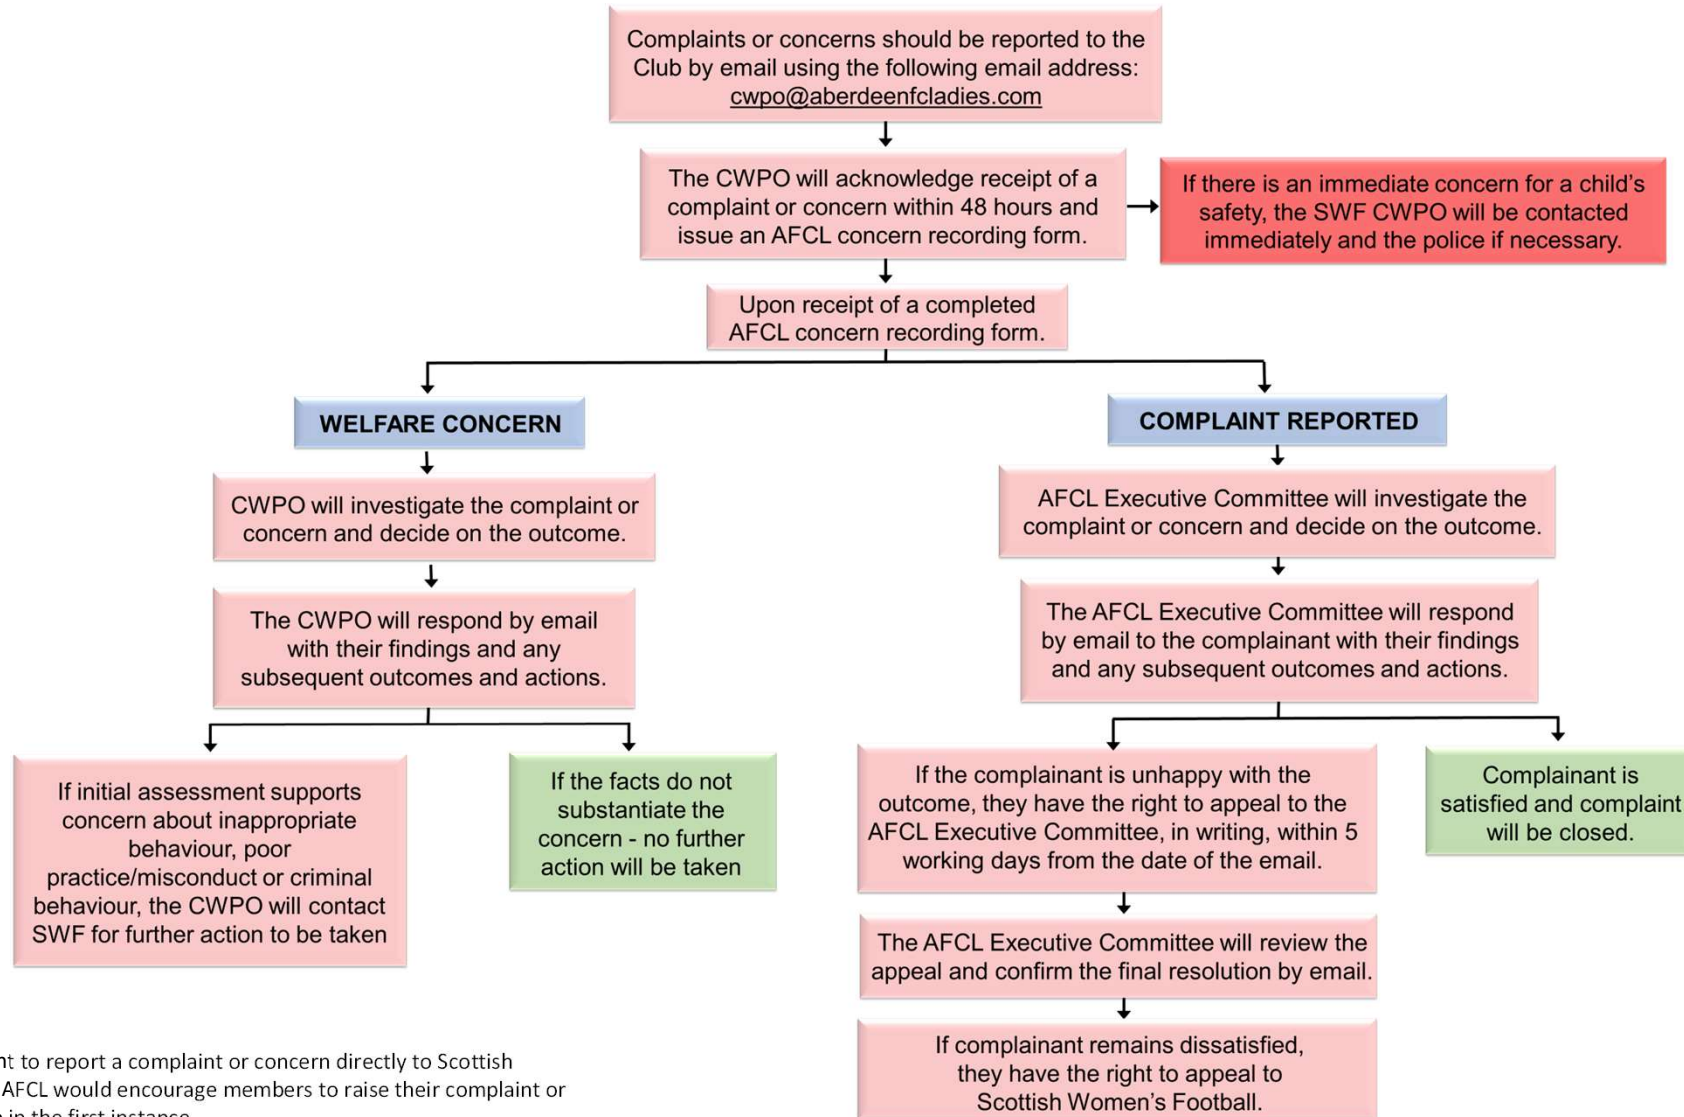 Complaints or concerns should be reported to the
Club by email using the following email address:
cwpo@aberdeenfcladies.com
The CWPO will acknowledge receipt of a
complaint or concern within 48 hours and
issue an AFCL concern recording form.
If there is an immediate concern for a child's
safety, the SWF CWPO will be contacted
immediately and the police if necessary.
Upon receipt of a completed
AFCL concern recording form.
WELFARE CONCERN
CWPO will investigate the complaint or
concern and decide on the outcome.
The CWPO will respond by email
with their findings and any
subsequent outcomes and actions.
If initial assessment supports
concern about inappropriate
behaviour, poor
practice/misconduct or criminal
behaviour, the CWPO will contact
SWF for further action to be taken
If the facts do not
substantiate the
concern - no further
action will be taken
COMPLAINT REPORTED
AFCL Executive Committee will investigate the
complaint or concern and decide on the outcome.
The AFCL Executive Committee will respond
by email to the complainant with their findings
and any subsequent outcomes and actions.
If the complainant is unhappy with the
outcome, they have the right to appeal to the
AFCL Executive Committee, in writing, within 5
working days from the date of the email.
Complainant is
satisfied and complaint
will be closed.
The AFCL Executive Committee will review the
appeal and confirm the final resolution by email.
If complainant remains dissatisfied,
they have the right to appeal to
Scottish Women's Football.
to report a complaint or concern directly to Scottish
AFCL would encourage members to raise their complaint or
in the first instance